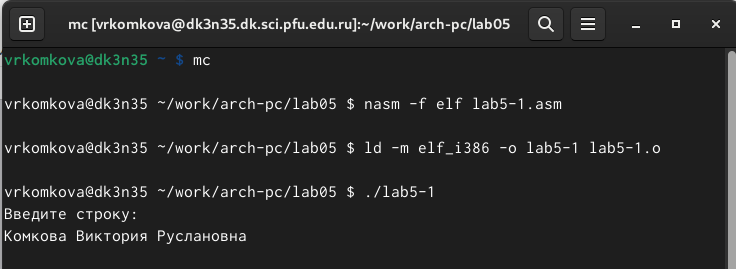 mc [vrkomkova@dk3n35.dk.sci.pfu.edu.ru]:~/work/arch-pc/lab05
vrkomkova@dk3n35 ~ $ mc
vrkomkova@dk3n35 ~/work/arch-pc/lab05 $ nasm -f elf lab5-1.asm
vrkomkova@dk3n35 ~/work/arch-pc/lab05 $ ld -m elf_i386 -o lab5-1 lab5-1.o
vrkomkova@dk3n35 ~/work/arch-pc/lab05 $ ./lab5-1
Введите строку:
Комкова Виктория Руслановна